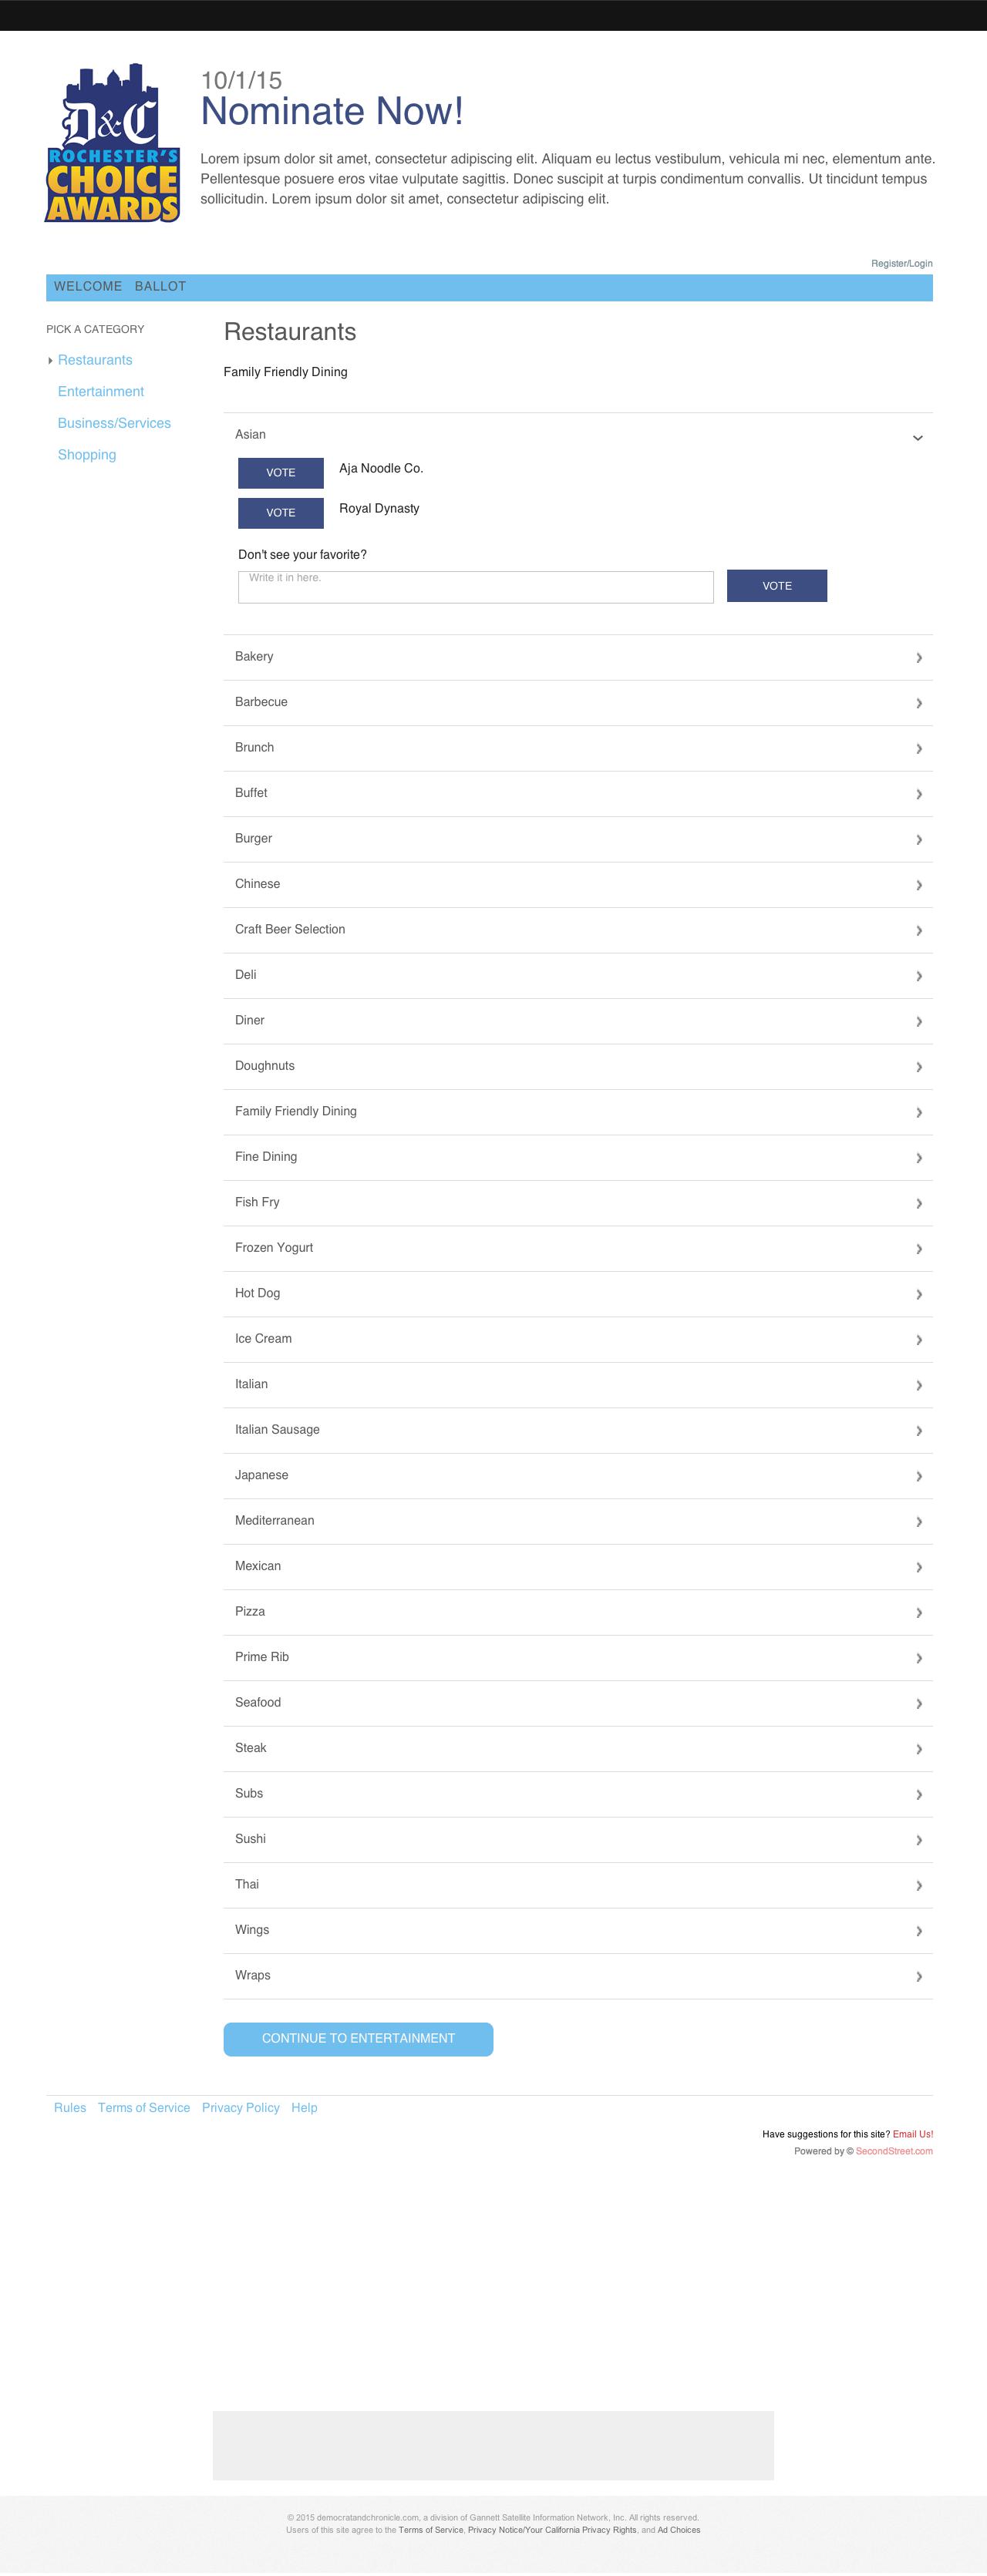 D&C
ROCHESTER'S
CHOICE
AWARDS
10/1/15
Nominate Now!
Lorem ipsum dolor sit amet, consectetur adipiscing elit. Aliquam eu lectus vestibulum, vehicula mi nec, elementum ante.
Pellentesque posuere eros vitae vulputate sagittis. Donec suscipit at turpis condimentum convallis. Ut tincidunt tempus
sollicitudin. Lorem ipsum dolor sit amet, consectetur adipiscing elit.
Register/Login
WELCOME BALLOT
PICK A CATEGORY
Restaurants
Entertainment
Business/Services
Shopping
Restaurants
Family Friendly Dining
Asian
VOTE Aja Noodle Co.
VOTE Royal Dynasty
Don't see your favorite?
Write it in here. VOTE
Bakery
Barbecue
Brunch
Buffet
Burger
Chinese
Craft Beer Selection
Deli
Diner
Doughnuts
Family Friendly Dining
Fine Dining
Fish Fry
Frozen Yogurt
Hot Dog
Ice Cream
Italian
Italian Sausage
Japanese
Mediterranean
Mexican
Pizza
Prime Rib
Seafood
Steak
Subs
Sushi
Thai
Wings
Wraps
CONTINUE TO ENTERTAINMENT
Rules Terms of Service Privacy Policy Help
Have suggestions for this site? Email Us!
Powered by © SecondStreet.com
© 2015 democratandchronicle.com, a division of Gannett Satellite Information Network, Inc. All rights reserved.
Users of this site agree to the Terms of Service, Privacy Notice/Your California Privacy Rights, and Ad Choices